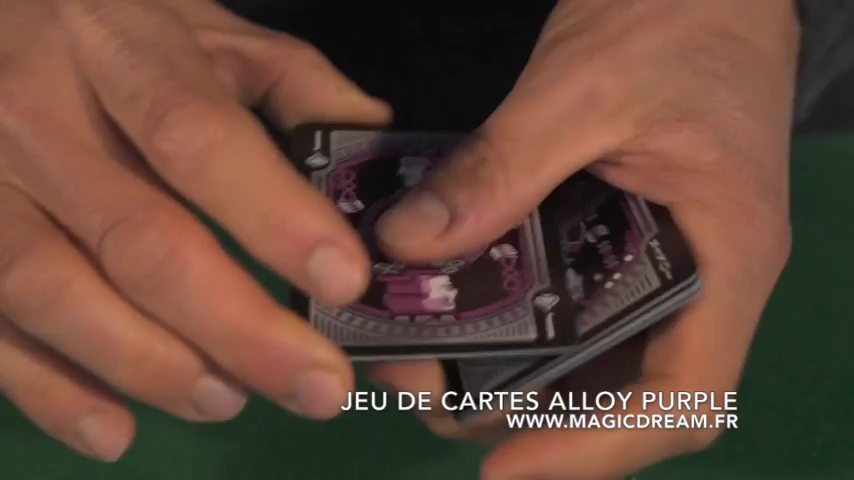 J
J
JEU DE CARTES ALLOY PURPLE
WWW.MAGICDREAM.FR